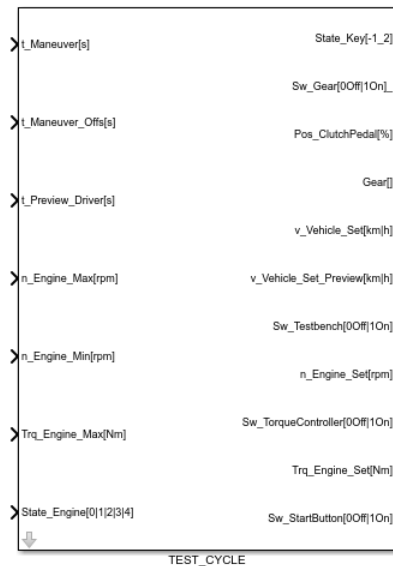 t_Maneuver[s]
t_Maneuver_Offs[s]
t_Preview_Driver[s]
n_Engine_Max[rpm]
n_Engine_Min[rpm]
Trq_Engine_Max[Nm]
State_Engine[0|1|2|3|4]
State_Key[-1_2]
Sw_Gear[0Off|1On]_
Pos_ClutchPedal[%]
Gear[]
v_Vehicle_Set[km|h]
v_Vehicle_Set_Preview[km|h]
Sw_Testbench[0Off|1On]
n_Engine_Set[rpm]
Sw_TorqueController[0Off|1On]
Trq_Engine_Set[Nm]
Sw_StartButton[0Off|1On]
TEST_CYCLE